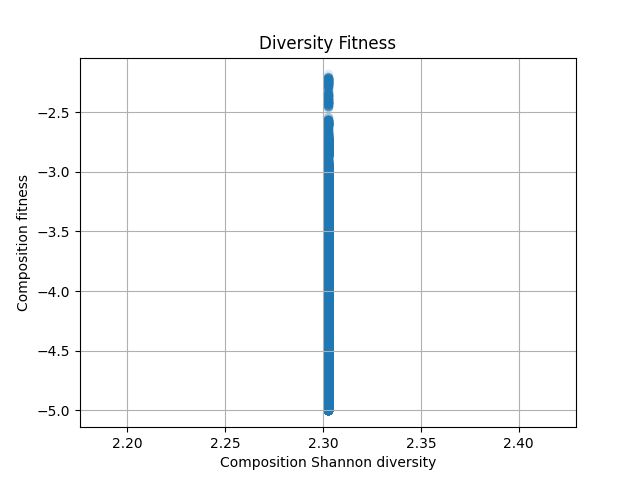 Diversity Fitness
Composition fitness
−2.5
−3.0
−3.5
−4.0
−4.5
−5.0
2.20 2.25 2.30 2.35 2.40
Composition Shannon diversity